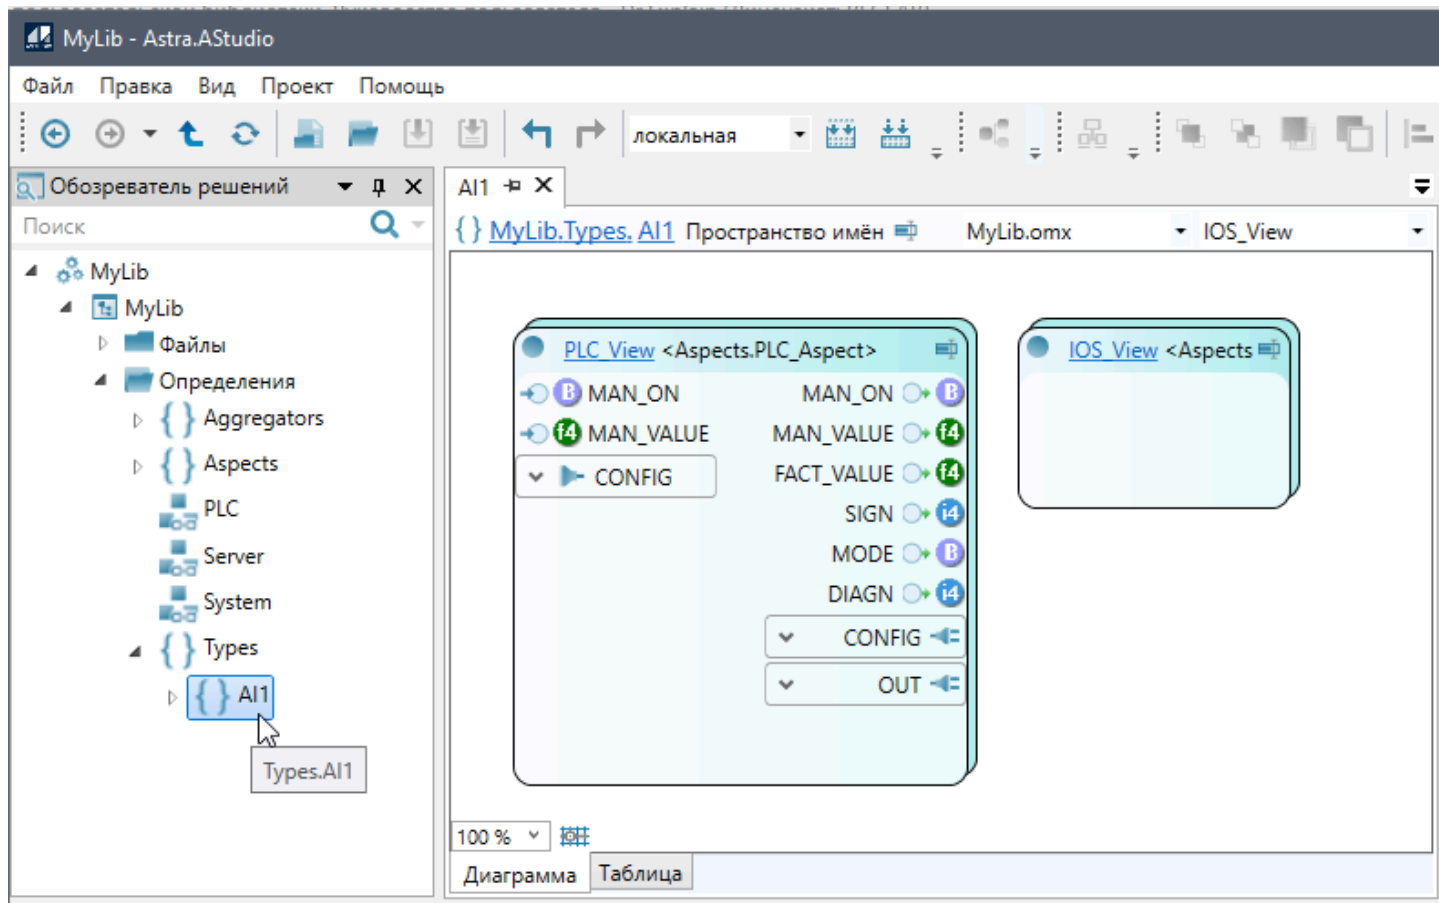 MyLib - Astra.AStudio
Файл Правка Вид Проект Помощь
локальная
Обозреватель решений
Поиск
MyLib
MyLib
Файлы
Определения
{ } Aggregators
{ } Aspects
PLC
Server
System
{ } Types
{ } AI1
Types.AI1
AI1
{ } MyLib.Types. AI1 Пространство имён MyLib.omx IOS_View
PLC_View <Aspects.PLC_Aspect>
B MAN_ON MAN_ON B
f4 MAN_VALUE MAN_VALUE f4
CONFIG FACT_VALUE f4
SIGN i4
MODE B
DIAGN i4
CONFIG
OUT
IOS_View <Aspects
100 %
Диаграмма Таблица